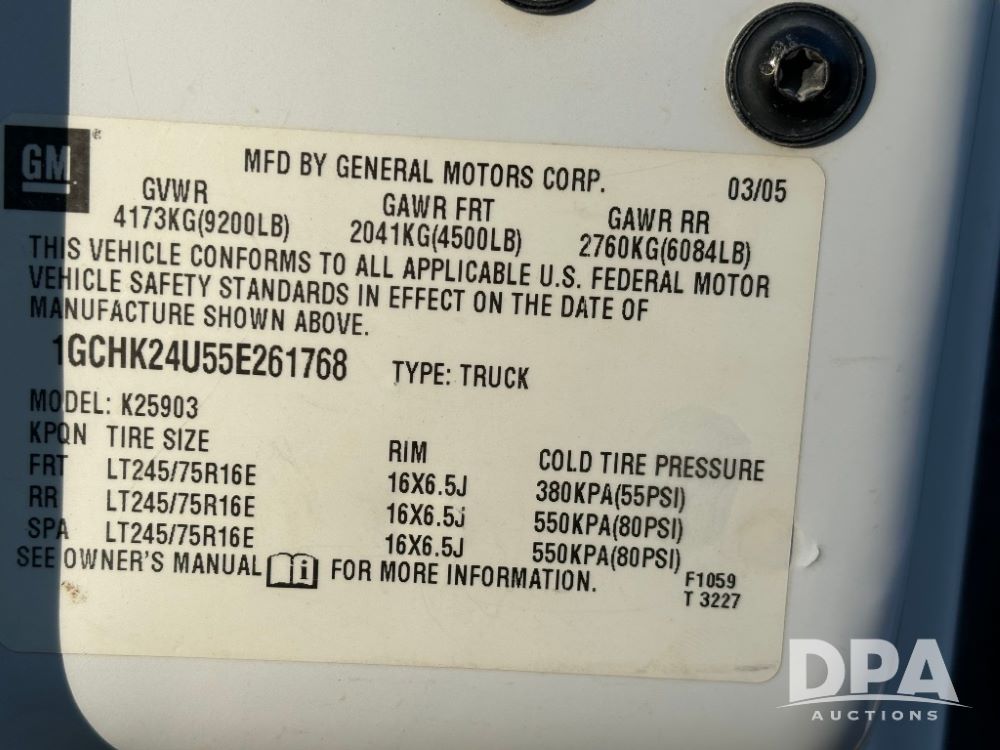 GM
MFD BY GENERAL MOTORS CORP. 03/05
GVWR GAWR FRT GAWR RR
4173KG(9200LB) 2041KG(4500LB) 2760KG(6084LB)
THIS VEHICLE CONFORMS TO ALL APPLICABLE U.S. FEDERAL MOTOR
VEHICLE SAFETY STANDARDS IN EFFECT ON THE DATE OF
MANUFACTURE SHOWN ABOVE.
1GCHK24U55E261768 TYPE: TRUCK
MODEL: K25903
KPQN TIRE SIZE RIM COLD TIRE PRESSURE
FRT LT245/75R16E 16X6.5J 380KPA(55PSI)
RR LT245/75R16E 16X6.5J 550KPA(80PSI)
SPA LT245/75R16E 16X6.5J 550KPA(80PSI)
SEE OWNER'S MANUAL i FOR MORE INFORMATION.
F1059
T 3227
DPA
AUCTIONS